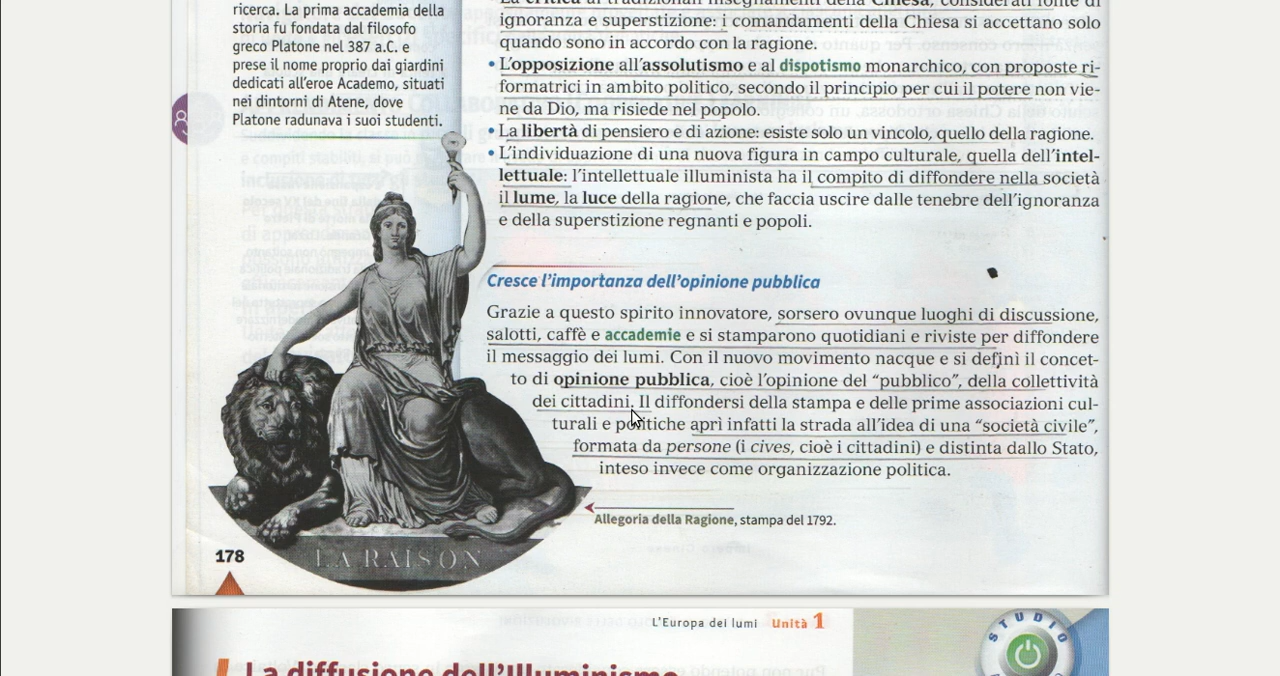 ricerca. La prima accademia della
storia fu fondata dal filosofo
greco Platone nel 387 a.C. e
prese il nome proprio dai giardini
dedicati all'eroe Academo, situati
nei dintorni di Atene, dove
Platone radunava i suoi studenti.
• La critica ai tradizionali insegnamenti della Chiesa, considerati fonte di
ignoranza e superstizione: i comandamenti della Chiesa si accettano solo
quando sono in accordo con la ragione.
• L'opposizione all'assolutismo e al dispotismo monarchico, con proposte ri-
formatrici in ambito politico, secondo il principio per cui il potere non vie-
ne da Dio, ma risiede nel popolo.
• La libertà di pensiero e di azione: esiste solo un vincolo, quello della ragione.
• L'individuazione di una nuova figura in campo culturale, quella dell'intel-
lettuale: l'intellettuale illuminista ha il compito di diffondere nella società
il lume, la luce della ragione, che faccia uscire dalle tenebre dell'ignoranza
e della superstizione regnanti e popoli.
Cresce l'importanza dell'opinione pubblica
Grazie a questo spirito innovatore, sorsero ovunque luoghi di discussione,
salotti, caffè e accademie e si stamparono quotidiani e riviste per diffondere
il messaggio dei lumi. Con il nuovo movimento nacque e si definì il concet-
to di opinione pubblica, cioè l'opinione del "pubblico", della collettività
dei cittadini. Il diffondersi della stampa e delle prime associazioni cul-
turali e politiche aprì infatti la strada all'idea di una "società civile",
formata da persone (i cives, cioè i cittadini) e distinta dallo Stato,
inteso invece come organizzazione politica.
Allegoria della Ragione, stampa del 1792.
LA RAISON
178
L'Europa dei lumi Unità 1
STUDIO
La diffusione dell'Illuminismo